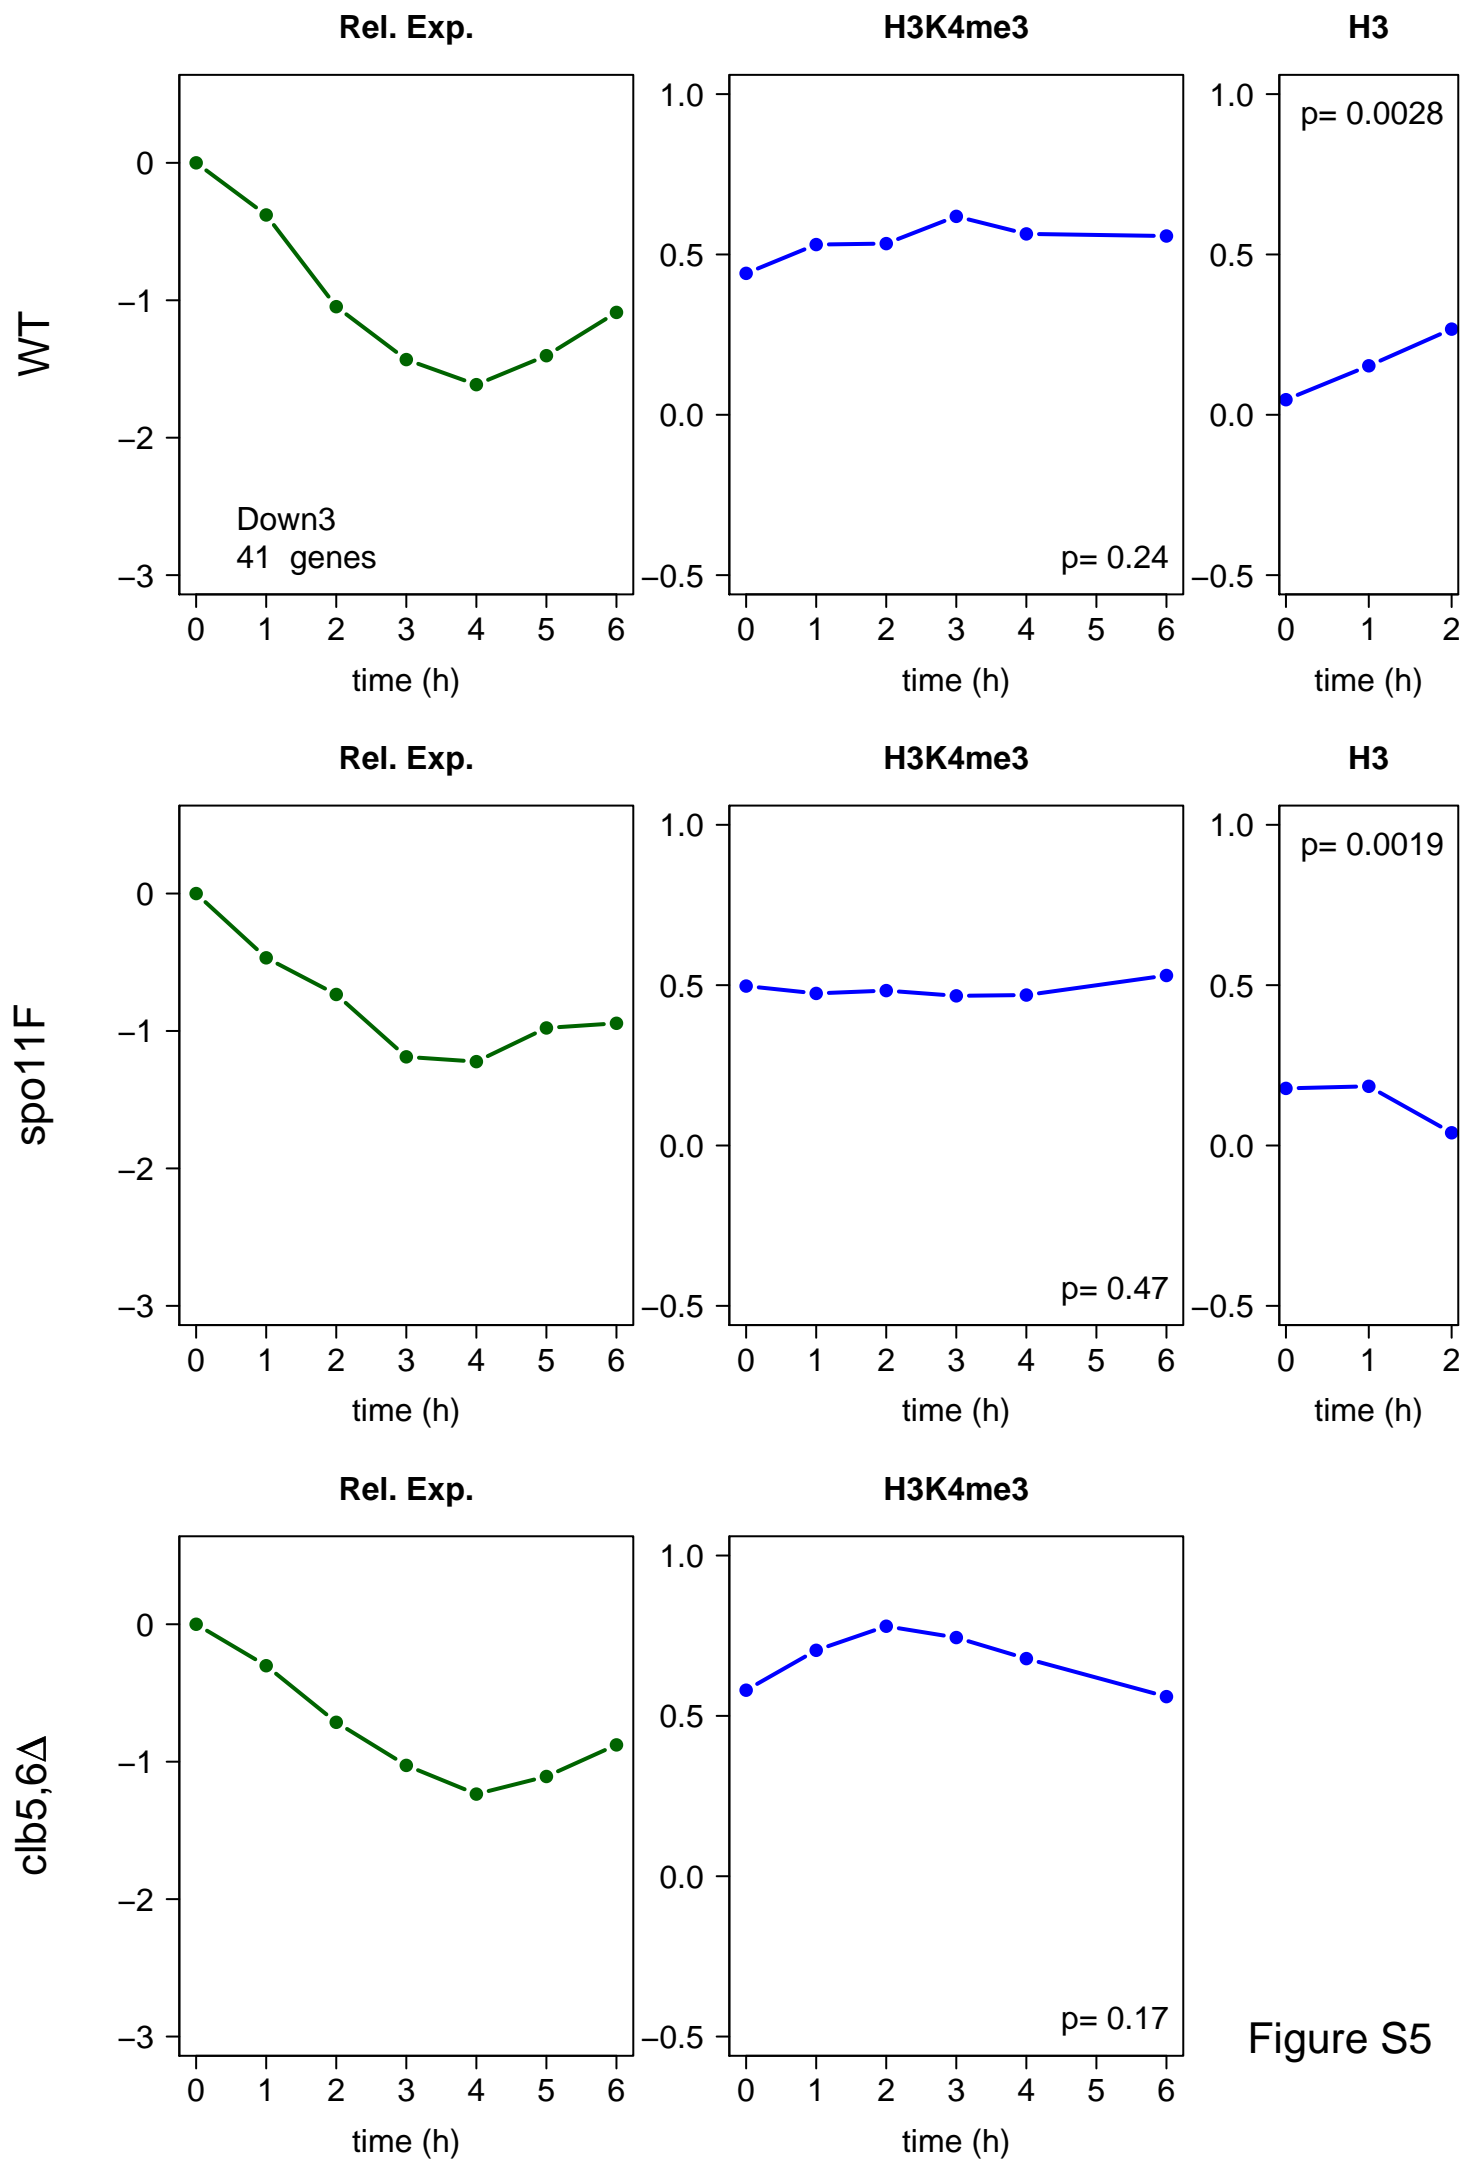 Rel. Exp. H3K4me3 H3
WT
0
−1
−2
−3
Down3
41 genes
0 1 2 3 4 5 6
time (h)
1.0
0.5
0.0
−0.5
p= 0.24
0 1 2 3 4 5 6
time (h)
1.0
0.5
0.0
−0.5
p= 0.0028
0 1 2
time (h)
Rel. Exp. H3K4me3 H3
spo11F
0
−1
−2
−3
0 1 2 3 4 5 6
time (h)
1.0
0.5
0.0
−0.5
p= 0.47
0 1 2 3 4 5 6
time (h)
1.0
0.5
0.0
−0.5
p= 0.0019
0 1 2
time (h)
Rel. Exp. H3K4me3
clb5,6Δ
0
−1
−2
−3
0 1 2 3 4 5 6
time (h)
1.0
0.5
0.0
−0.5
p= 0.17
0 1 2 3 4 5 6
time (h)
Figure S5